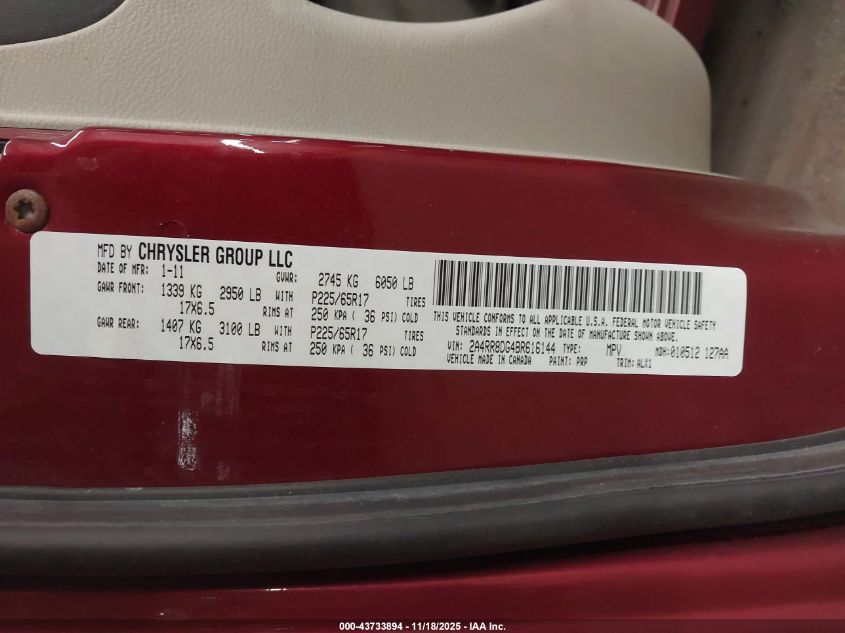 MFD BY CHRYSLER GROUP LLC
DATE OF MFR: 1-11 GVWR: 2745 KG 6050 LB
GAWR FRONT: 1339 KG 2950 LB WITH P225/65R17 TIRES
17X6.5 RIMS AT 250 KPA ( 36 PSI) COLD
GAWR REAR: 1407 KG 3100 LB WITH P225/65R17 TIRES
17X6.5 RIMS AT 250 KPA ( 36 PSI) COLD
THIS VEHICLE CONFORMS TO ALL APPLICABLE U.S.A. FEDERAL MOTOR VEHICLE SAFETY
STANDARDS IN EFFECT ON THE DATE OF MANUFACTURE SHOWN ABOVE.
VIN: 2A4RR8DG4BR616144 TYPE: MPV MDH:010512 127AA
VEHICLE MADE IN CANADA PAINT: PRP TRIM: ALX1
000-43733894 - 11/18/2025 - IAA Inc.